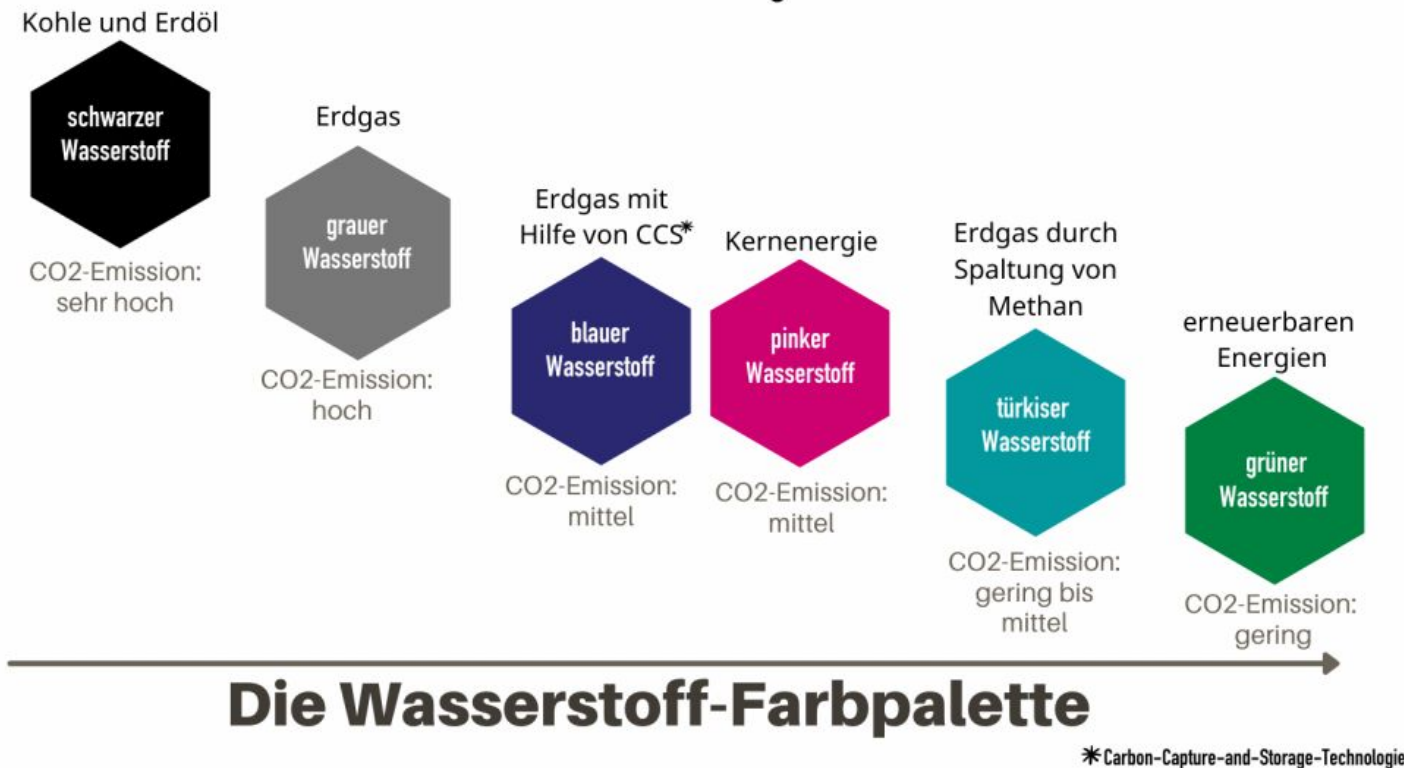 Kohle und Erdöl
schwarzer
Wasserstoff
CO2-Emission:
sehr hoch
Erdgas
grauer
Wasserstoff
CO2-Emission:
hoch
Erdgas mit
Hilfe von CCS*
blauer
Wasserstoff
CO2-Emission:
mittel
Kernenergie
pinker
Wasserstoff
CO2-Emission:
mittel
Erdgas durch
Spaltung von
Methan
türkiser
Wasserstoff
CO2-Emission:
gering bis
mittel
erneuerbaren
Energien
grüner
Wasserstoff
CO2-Emission:
gering
Die Wasserstoff-Farbpalette
*Carbon-Capture-and-Storage-Technologie